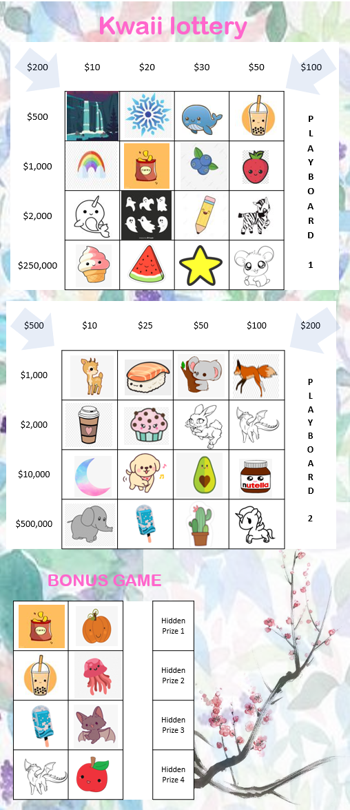 Kwaii lottery
$200 $10 $20 $30 $50 $100
$500
$1,000
$2,000
$250,000
P
L
A
Y
B
O
A
R
D
1
$500 $10 $25 $50 $100 $200
$1,000
$2,000
$10,000
nutella
$500,000
P
L
A
Y
B
O
A
R
D
2
BONUS GAME
Hidden
Prize 1
Hidden
Prize 2
Hidden
Prize 3
Hidden
Prize 4